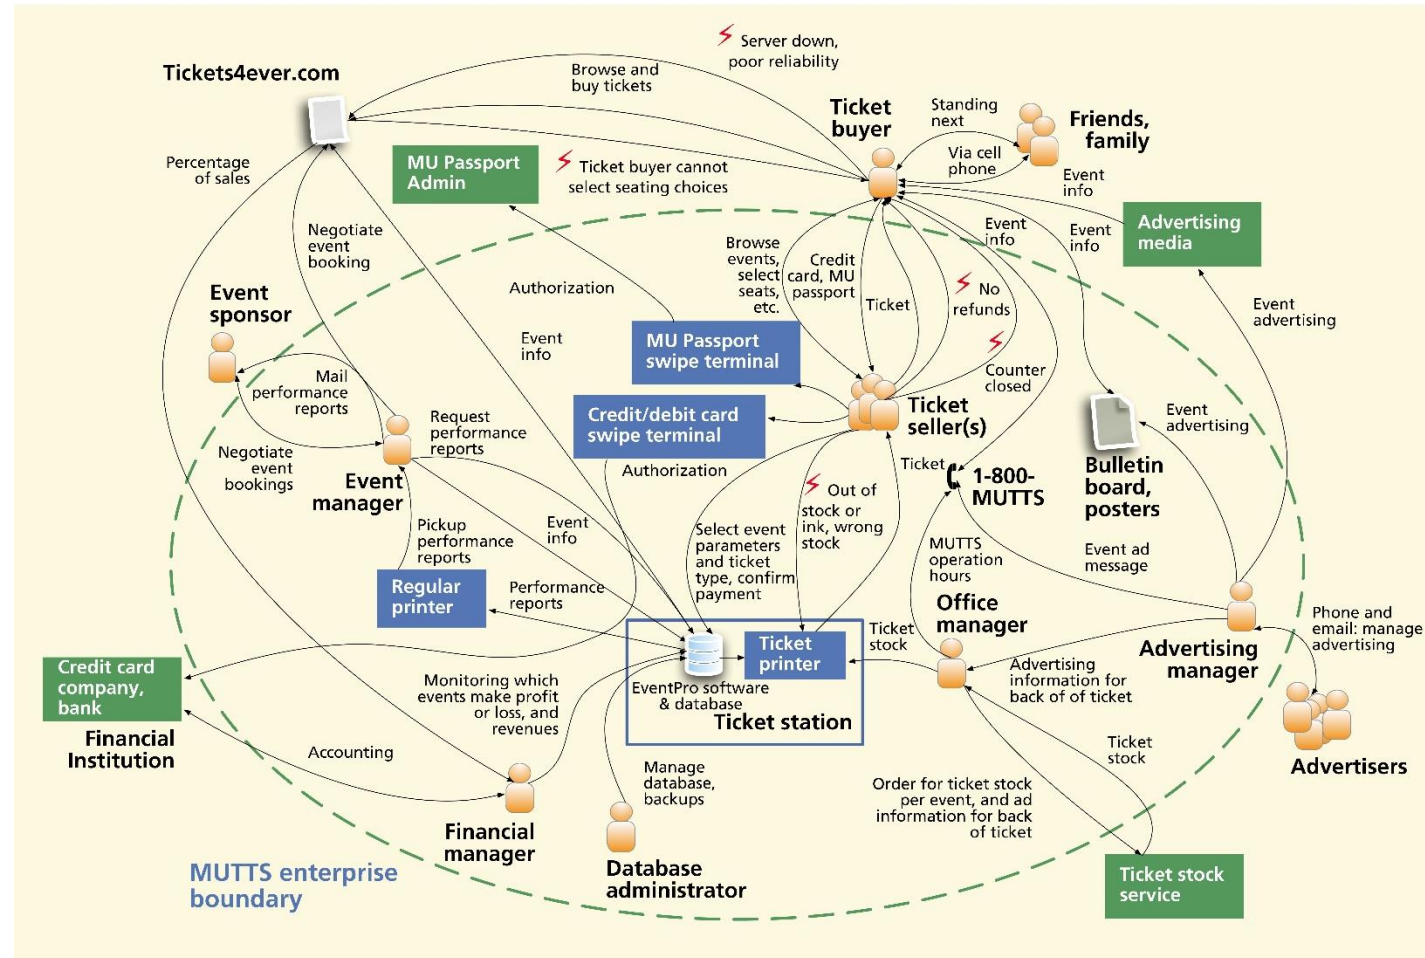 Server down,
poor reliability
Tickets4ever.com
Browse and
buy tickets
Ticket
buyer
Standing
next
Friends,
family
Via cell
phone
Percentage
of sales
MU Passport
Admin
Ticket buyer cannot
select seating choices
Event
info
Advertising
media
Negotiate
event
booking
Browse
events,
select
seats,
etc.
Credit
card, MU
passport
Ticket
Event
info
Event
info
No
refunds
Authorization
Event
sponsor
Event
info
MU Passport
swipe terminal
Counter
closed
Event
advertising
Mail
performance
reports
Request
performance
reports
Credit/debit card
swipe terminal
Ticket
seller(s)
Event
advertising
Negotiate
event
bookings
Event
manager
Authorization
Ticket
1-800-
MUTTS
Bulletin
board,
posters
Out of
stock or
ink, wrong
stock
Pickup
performance
reports
Event
info
Select event
parameters
and ticket
type, confirm
payment
MUTTS
operation
hours
Event ad
message
Regular
printer
Performance
reports
Office
manager
Phone and
email: manage
advertising
Ticket
printer
Ticket
stock
Advertising
manager
Credit card
company,
bank
Financial
Institution
Monitoring which
events make profit
or loss, and
revenues
EventPro software
& database
Ticket station
Advertising
information for
back of of ticket
Accounting
Manage
database,
backups
Ticket
stock
Advertisers
Order for ticket stock
per event, and ad
information for back
of ticket
Financial
manager
Database
administrator
MUTTS enterprise
boundary
Ticket stock
service